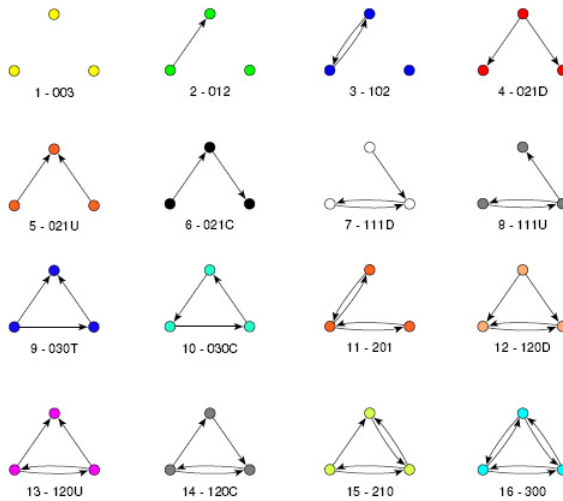 1 - 003
2 - 012
3 - 102
4 - 021D
5 - 021U
6 - 021C
7 - 111D
8 - 111U
9 - 030T
10 - 030C
11 - 201
12 - 120D
13 - 120U
14 - 120C
15 - 210
16 - 300